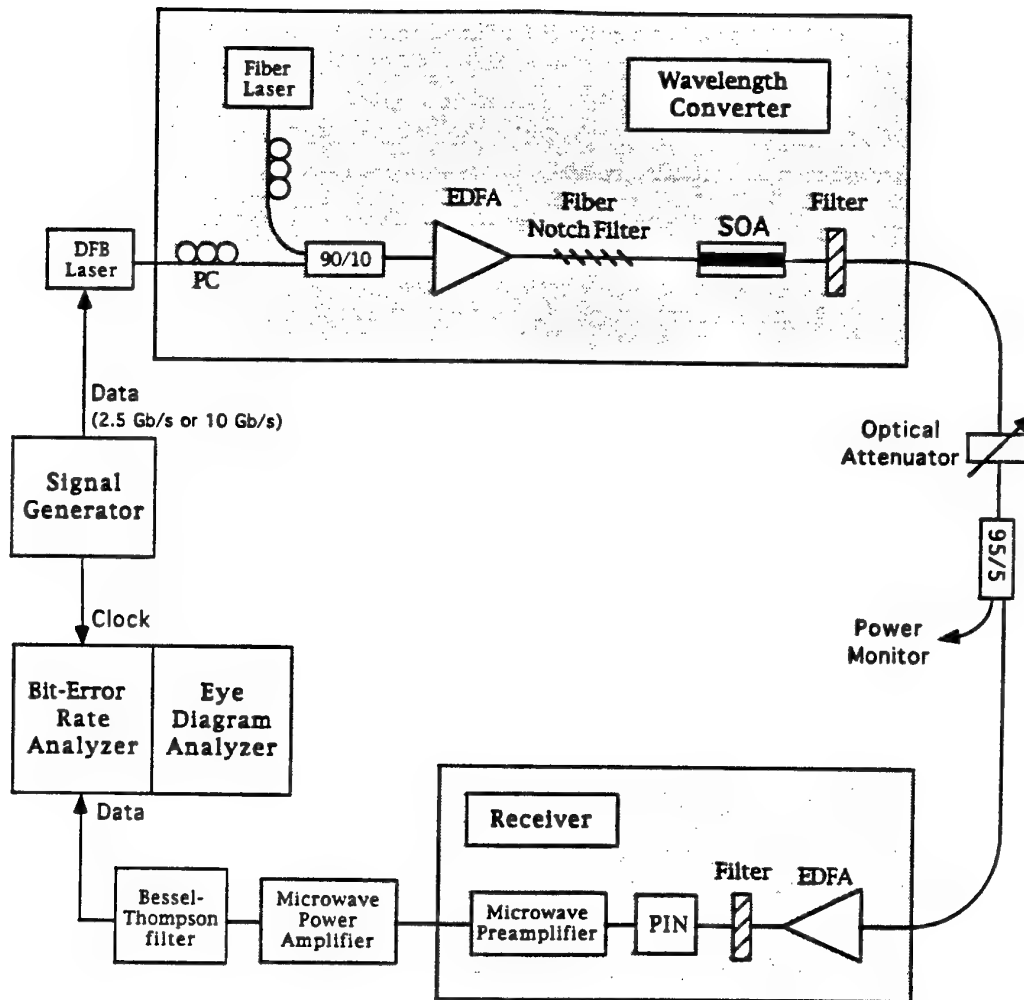 Fiber
Laser
Wavelength
Converter
EDFA
Fiber
Notch Filter
SOA
Filter
DFB
Laser
PC
90/10
Data
(2.5 Gb/s or 10 Gb/s)
Optical
Attenuator
Signal
Generator
95/5
Clock
Power
Monitor
Bit-Error
Rate
Analyzer
Eye
Diagram
Analyzer
Data
Receiver
Filter
EDFA
Bessel-
Thompson
filter
Microwave
Power
Amplifier
Microwave
Preamplifier
PIN